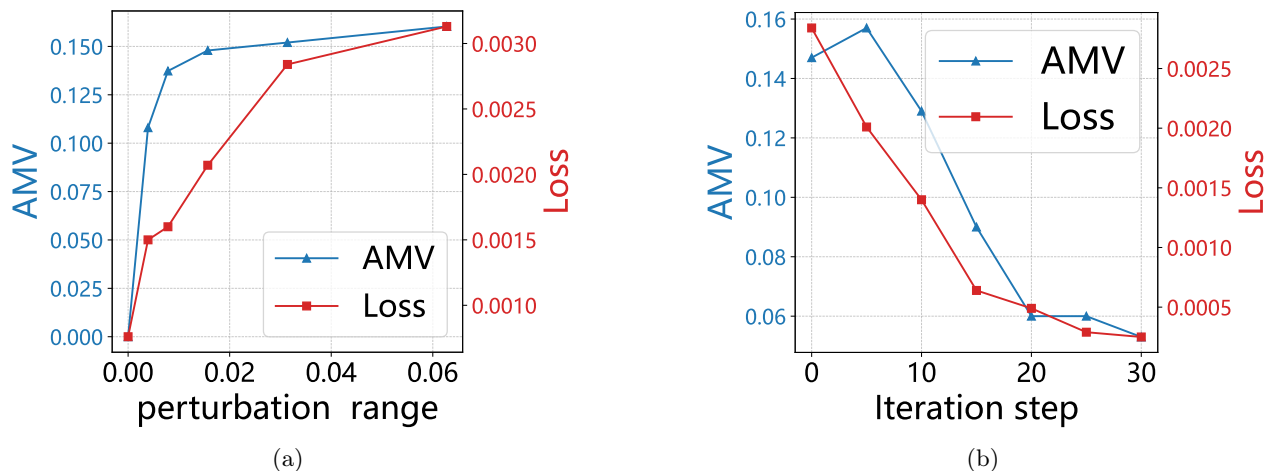 0.150
0.125
0.100
0.075
0.050
0.025
0.000
AMV
0.0030
0.0025
0.0020
0.0015
0.0010
Loss
AMV
Loss
0.00 0.02 0.04 0.06
perturbation range
(a)
0.16
0.14
0.12
0.10
0.08
0.06
AMV
0.0025
0.0020
0.0015
0.0010
0.0005
Loss
AMV
Loss
0 10 20 30
Iteration step
(b)